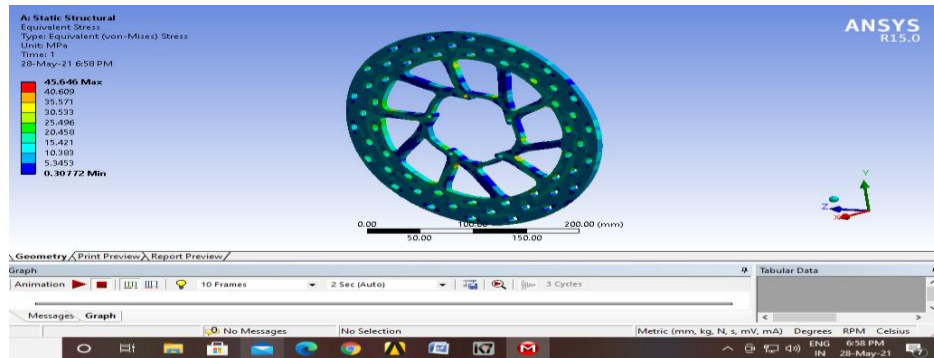 A: Static Structural
Equivalent Stress
Type: Equivalent (von-Mises) Stress
Unit: MPa
Time: 1
28-May-21 6:58 PM
45.646 Max
40.609
35.571
30.533
25.496
20.458
15.421
10.383
5.3453
0.30772 Min
ANSYS
R15.0
Y
Z
X
0.00 100.00 200.00 (mm)
50.00 150.00
Geometry Print Preview Report Preview
Graph
Tabular Data
Animation 10 Frames 2 Sec (Auto) 3 Cycles
Messages Graph
No Messages No Selection Metric (mm, kg, N, s, mV, mA) Degrees RPM Celsius
K7
ENG 6:58 PM
IN 28-May-21